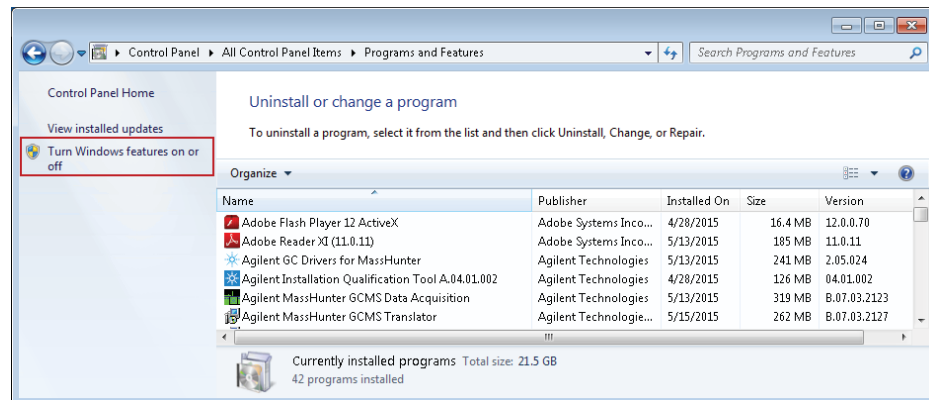 Control Panel ▸ All Control Panel Items ▸ Programs and Features
Search Programs and Features
Control Panel Home
View installed updates
Turn Windows features on or
off
Uninstall or change a program
To uninstall a program, select it from the list and then click Uninstall, Change, or Repair.
Organize
Name Publisher Installed On Size Version
Adobe Flash Player 12 ActiveX Adobe Systems Inco... 4/28/2015 16.4 MB 12.0.0.70
Adobe Reader XI (11.0.11) Adobe Systems Inco... 5/13/2015 185 MB 11.0.11
Agilent GC Drivers for MassHunter Agilent Technologies 5/13/2015 241 MB 2.05.024
Agilent Installation Qualification Tool A.04.01.002 Agilent Technologies 4/28/2015 126 MB 04.01.002
Agilent MassHunter GCMS Data Acquisition Agilent Technologies 5/13/2015 319 MB B.07.03.2123
Agilent MassHunter GCMS Translator Agilent Technologie... 5/15/2015 262 MB B.07.03.2127
Currently installed programs Total size: 21.5 GB
42 programs installed